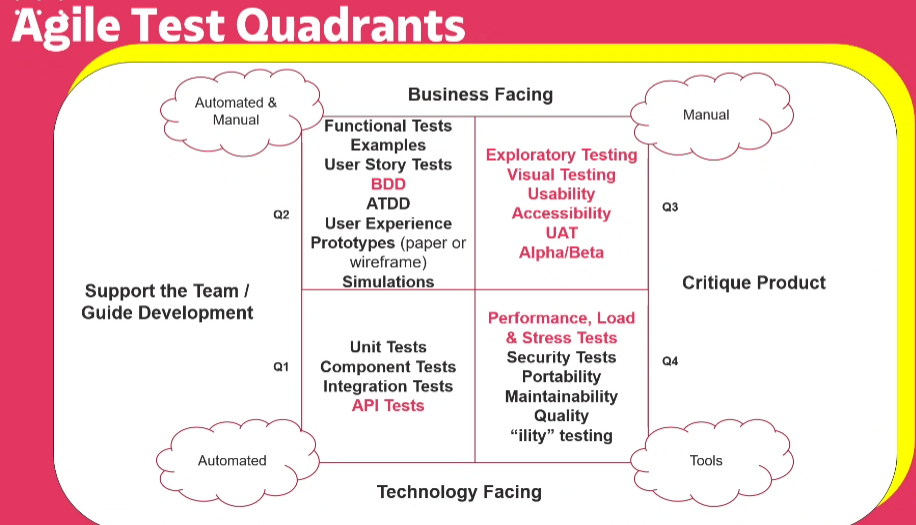 Agile Test Quadrants
Business Facing
Automated &
Manual
Manual
Functional Tests
Examples
User Story Tests
BDD
ATDD
User Experience
Prototypes (paper or
wireframe)
Simulations
Exploratory Testing
Visual Testing
Usability
Accessibility
UAT
Alpha/Beta
Q2
Q3
Support the Team /
Guide Development
Critique Product
Unit Tests
Component Tests
Integration Tests
API Tests
Performance, Load
& Stress Tests
Security Tests
Portability
Maintainability
Quality
“ility” testing
Q1
Q4
Automated
Tools
Technology Facing